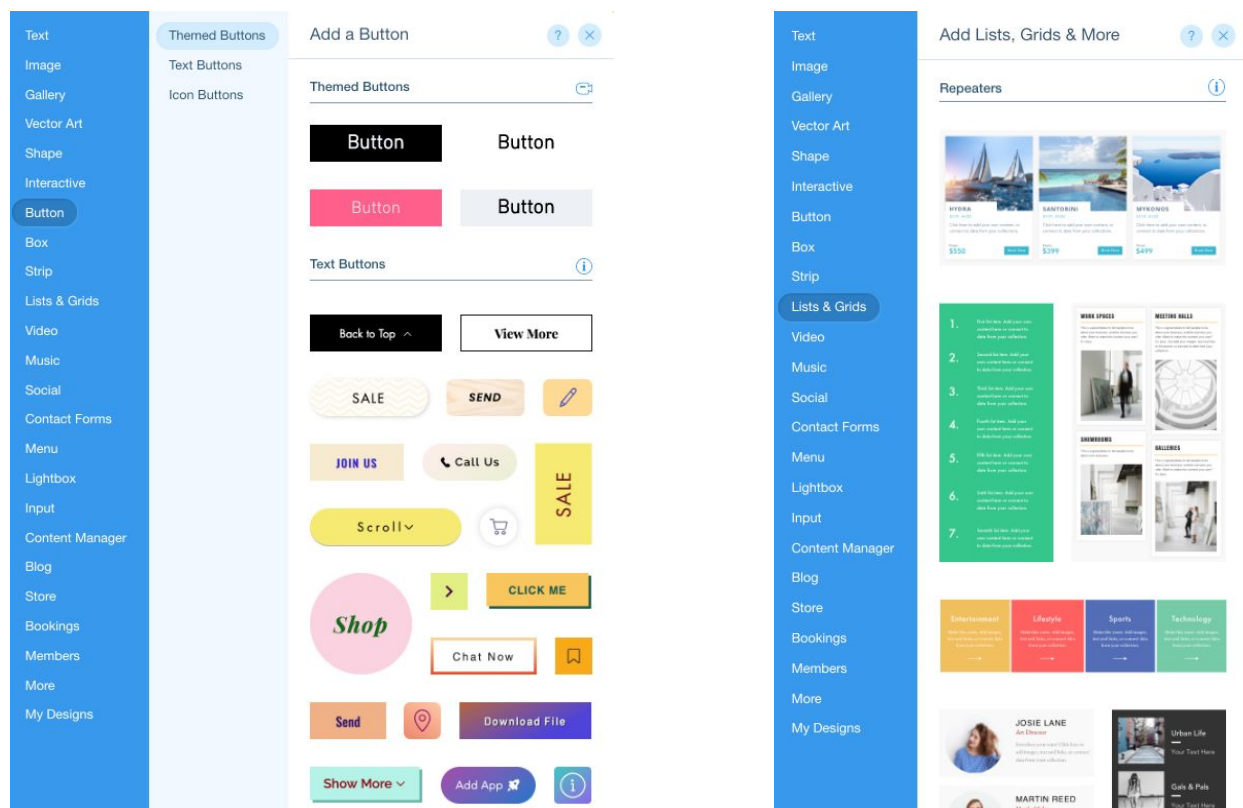 Text
Image
Gallery
Vector Art
Shape
Interactive
Button
Box
Strip
Lists & Grids
Video
Music
Social
Contact Forms
Menu
Lightbox
Input
Content Manager
Blog
Store
Bookings
Members
More
My Designs
Themed Buttons
Text Buttons
Icon Buttons
Add a Button
?
Themed Buttons
Button
Button
Button
Button
Text Buttons
Back to Top
View More
SALE
SEND
JOIN US
Call Us
SALE
Scroll
Shop
CLICK ME
Chat Now
Send
Download File
Show More
Add App
Text
Image
Gallery
Vector Art
Shape
Interactive
Button
Box
Strip
Lists & Grids
Video
Music
Social
Contact Forms
Menu
Lightbox
Input
Content Manager
Blog
Store
Bookings
Members
More
My Designs
Add Lists, Grids & More
?
Repeaters
HYDRA
SANTORINI
MYKONOS
$550
$399
$499
1.
2.
3.
4.
5.
6.
7.
WORK SPACES
MEETING HALLS
SHOWROOMS
GALLERIES
Entertainment
Lifestyle
Sports
Technology
JOSIE LANE
Art Director
MARTIN REED
Urban Life
Your Text Here
Gals & Pals
Your Text Here